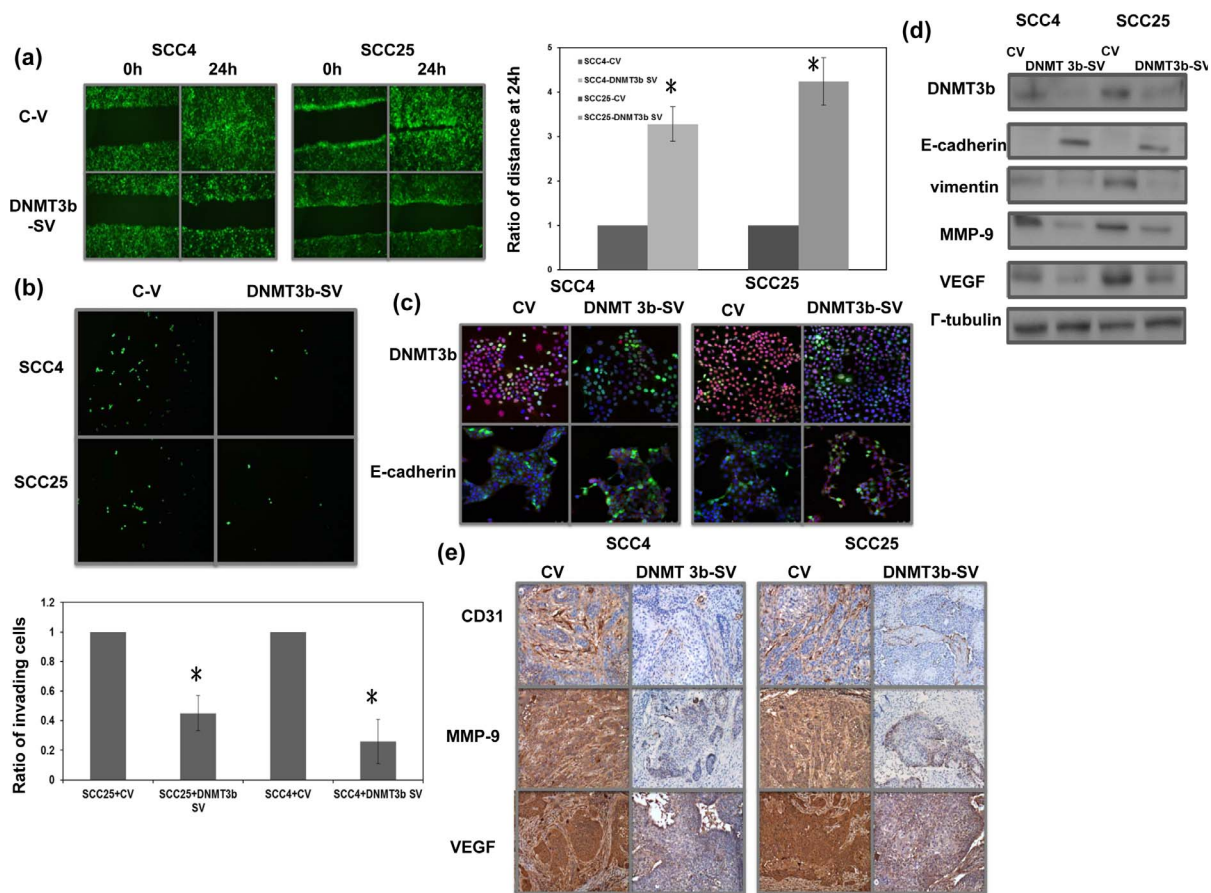 (a)
SCC4
SCC25
0h 24h 0h 24h
C-V
DNMT3b
-SV
Ratio of distance at 24h
5
4
3
2
1
0
SCC4-CV
SCC4-DNMT3b SV
SCC25-CV
SCC25-DNMT3b SV
*
*
SCC4
SCC25
(b)
C-V DNMT3b-SV
SCC4
SCC25
Ratio of invading cells
1.2
1
0.8
0.6
0.4
0.2
0
*
*
SCC25+CV
SCC25+DNMT3b
SV
SCC4+CV
SCC4+DNMT3b SV
(c)
CV DNMT 3b-SV CV DNMT3b-SV
DNMT3b
E-cadherin
(d)
SCC4 SCC25
CV CV
DNMT 3b-SV DNMT3b-SV
DNMT3b
E-cadherin
vimentin
MMP-9
VEGF
Γ-tubulin
(e)
SCC4 SCC25
CV DNMT 3b-SV CV DNMT3b-SV
CD31
MMP-9
VEGF